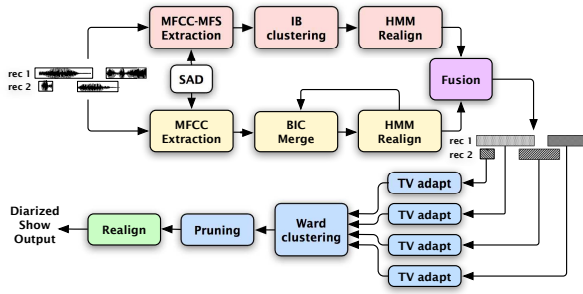 MFCC-MFS
Extraction
IB
clustering
HMM
Realign
rec 1
rec 2
SAD
Fusion
MFCC
Extraction
BIC
Merge
HMM
Realign
rec 1
rec 2
TV adapt
TV adapt
TV adapt
TV adapt
Ward
clustering
Pruning
Realign
Diarized
Show
Output